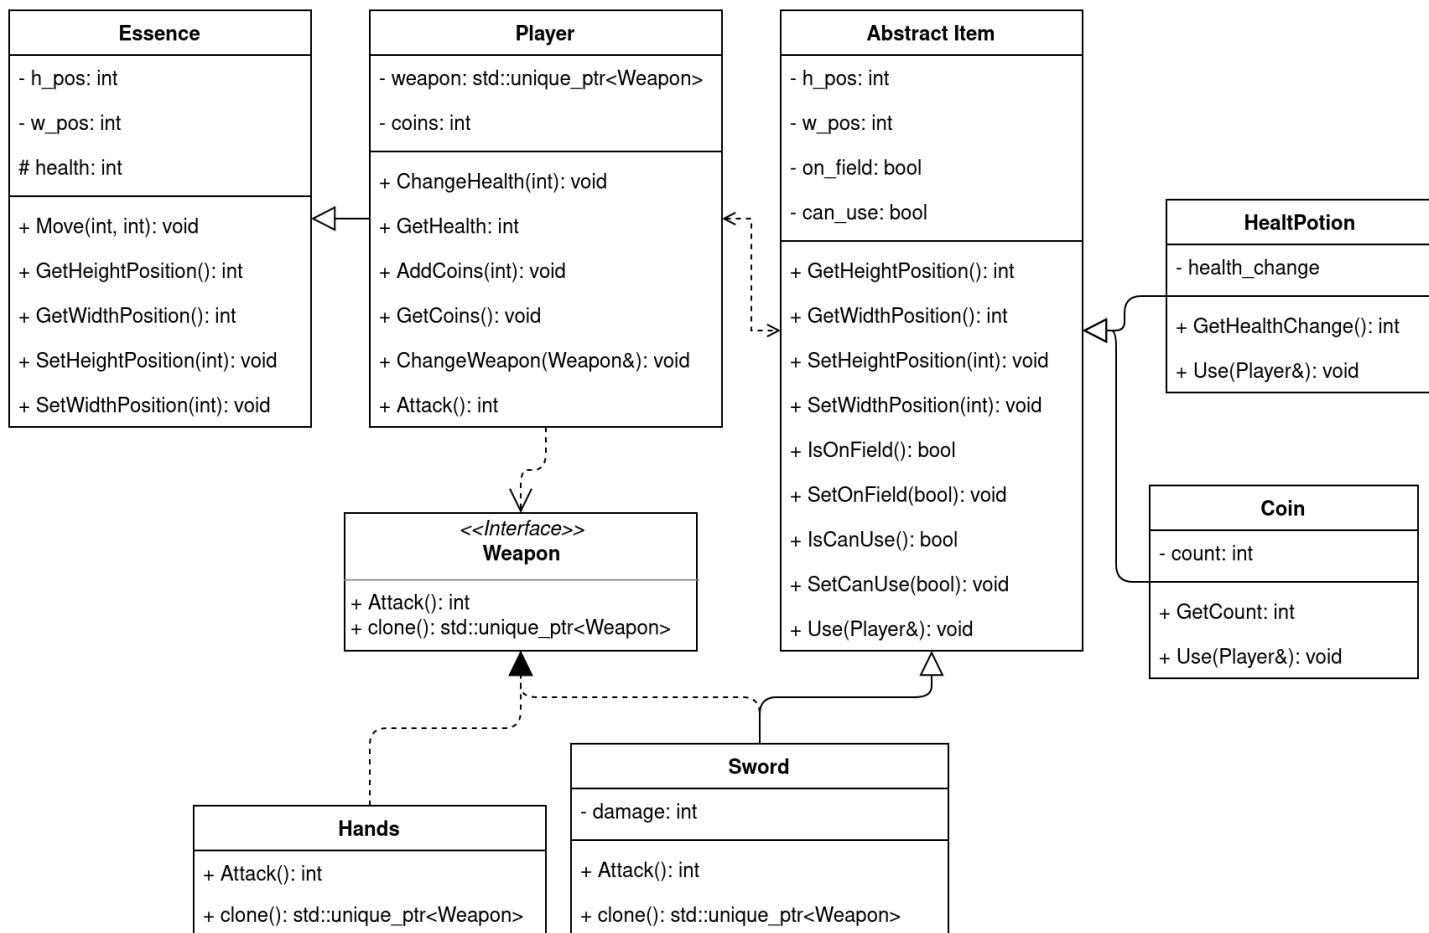 Essence
- h_pos: int
- w_pos: int
# health: int
+ Move(int, int): void
+ GetHeightPosition(): int
+ GetWidthPosition(): int
+ SetHeightPosition(int): void
+ SetWidthPosition(int): void
Player
- weapon: std::unique_ptr<Weapon>
- coins: int
+ ChangeHealth(int): void
+ GetHealth: int
+ AddCoins(int): void
+ GetCoins(): void
+ ChangeWeapon(Weapon&): void
+ Attack(): int
Abstract Item
- h_pos: int
- w_pos: int
- on_field: bool
- can_use: bool
+ GetHeightPosition(): int
+ GetWidthPosition(): int
+ SetHeightPosition(int): void
+ SetWidthPosition(int): void
+ IsOnField(): bool
+ SetOnField(bool): void
+ IsCanUse(): bool
+ SetCanUse(bool): void
+ Use(Player&): void
HealtPotion
- health_change
+ GetHealthChange(): int
+ Use(Player&): void
Coin
- count: int
+ GetCount: int
+ Use(Player&): void
<<Interface>>
Weapon
+ Attack(): int
+ clone(): std::unique_ptr<Weapon>
Hands
+ Attack(): int
+ clone(): std::unique_ptr<Weapon>
Sword
- damage: int
+ Attack(): int
+ clone(): std::unique_ptr<Weapon>